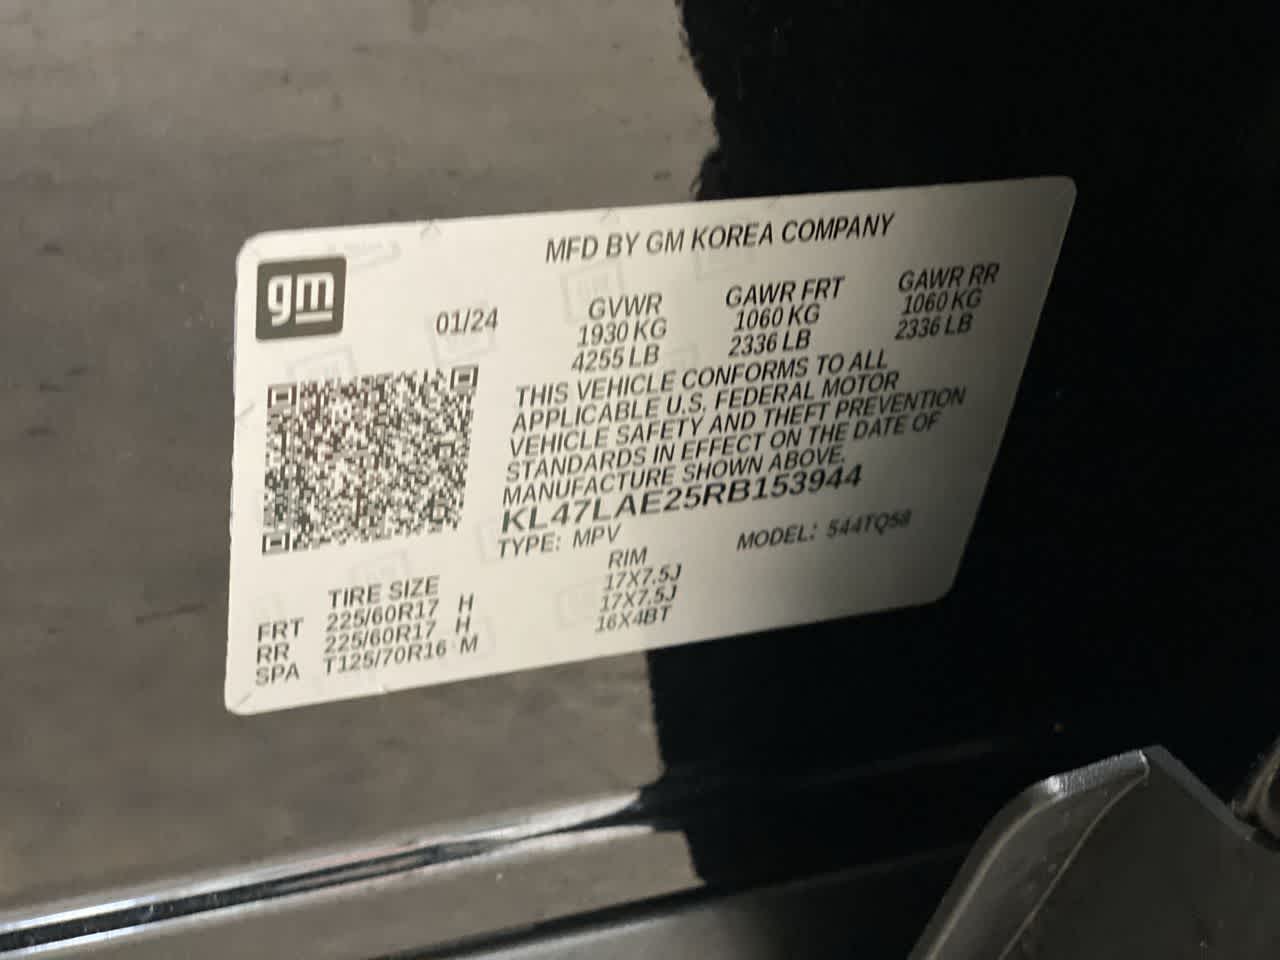 MFD BY GM KOREA COMPANY
gm
01/24
GVWR GAWR FRT GAWR RR
1930 KG 1060 KG 1060 KG
4255 LB 2336 LB 2336 LB
THIS VEHICLE CONFORMS TO ALL
APPLICABLE U.S. FEDERAL MOTOR
VEHICLE SAFETY AND THEFT PREVENTION
STANDARDS IN EFFECT ON THE DATE OF
MANUFACTURE SHOWN ABOVE.
KL47LAE25RB153944
TYPE: MPV MODEL: 544TQ58
TIRE SIZE RIM
FRT 225/60R17 H 17X7.5J
RR 225/60R17 H 17X7.5J
SPA T125/70R16 M 16X4BT